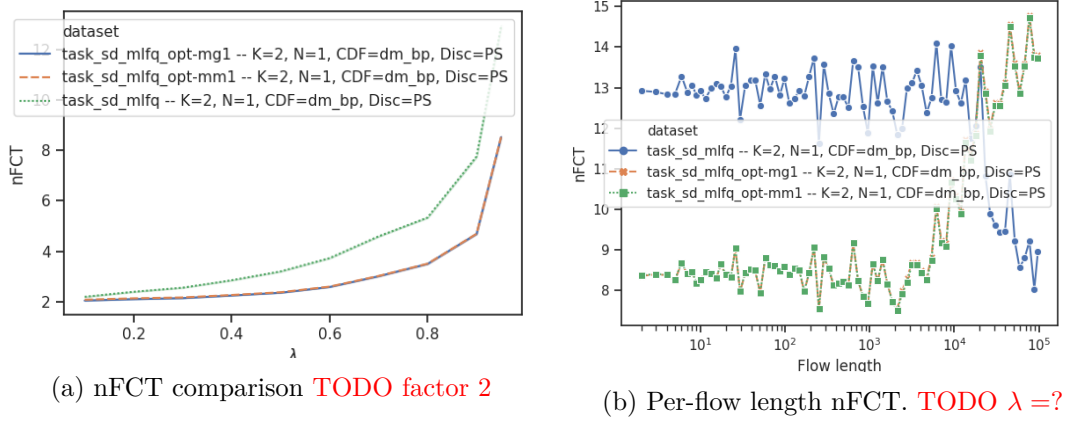 dataset
task_sd_mlfq_opt-mg1 -- K=2, N=1, CDF=dm_bp, Disc=PS
task_sd_mlfq_opt-mm1 -- K=2, N=1, CDF=dm_bp, Disc=PS
task_sd_mlfq -- K=2, N=1, CDF=dm_bp, Disc=PS
nFCT
12
10
8
6
4
2
0.2 0.4 0.6 0.8
λ
(a) nFCT comparison TODO factor 2
15
14
13
12
11
10
9
8
nFCT
dataset
task_sd_mlfq -- K=2, N=1, CDF=dm_bp, Disc=PS
task_sd_mlfq_opt-mg1 -- K=2, N=1, CDF=dm_bp, Disc=PS
task_sd_mlfq_opt-mm1 -- K=2, N=1, CDF=dm_bp, Disc=PS
10¹ 10² 10³ 10⁴ 10⁵
Flow length
(b) Per-flow length nFCT. TODO λ =?